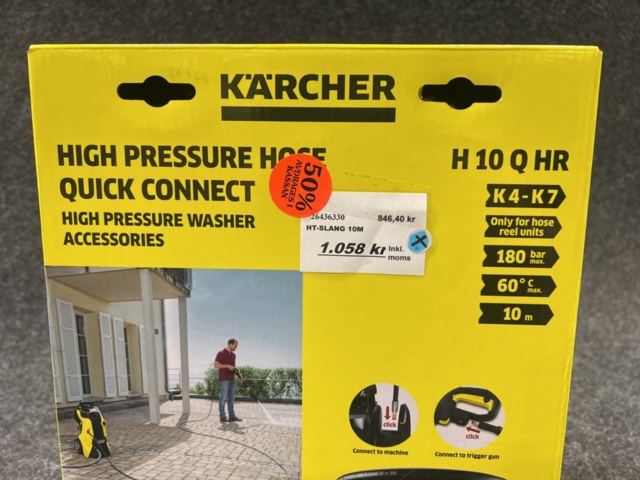 KÄRCHER
HIGH PRESSURE HOSE
QUICK CONNECT
HIGH PRESSURE WASHER
ACCESSORIES
50%
AVDRAGES I
KASSAN
26436330 846,40 kr
HT-SLANG 10M
1.058 kr Inkl.
moms
H 10 Q HR
K 4 - K 7
Only for hose
reel units
180 bar
max.
60° C
max.
10 m
click
Connect to machine
click
Connect to trigger gun